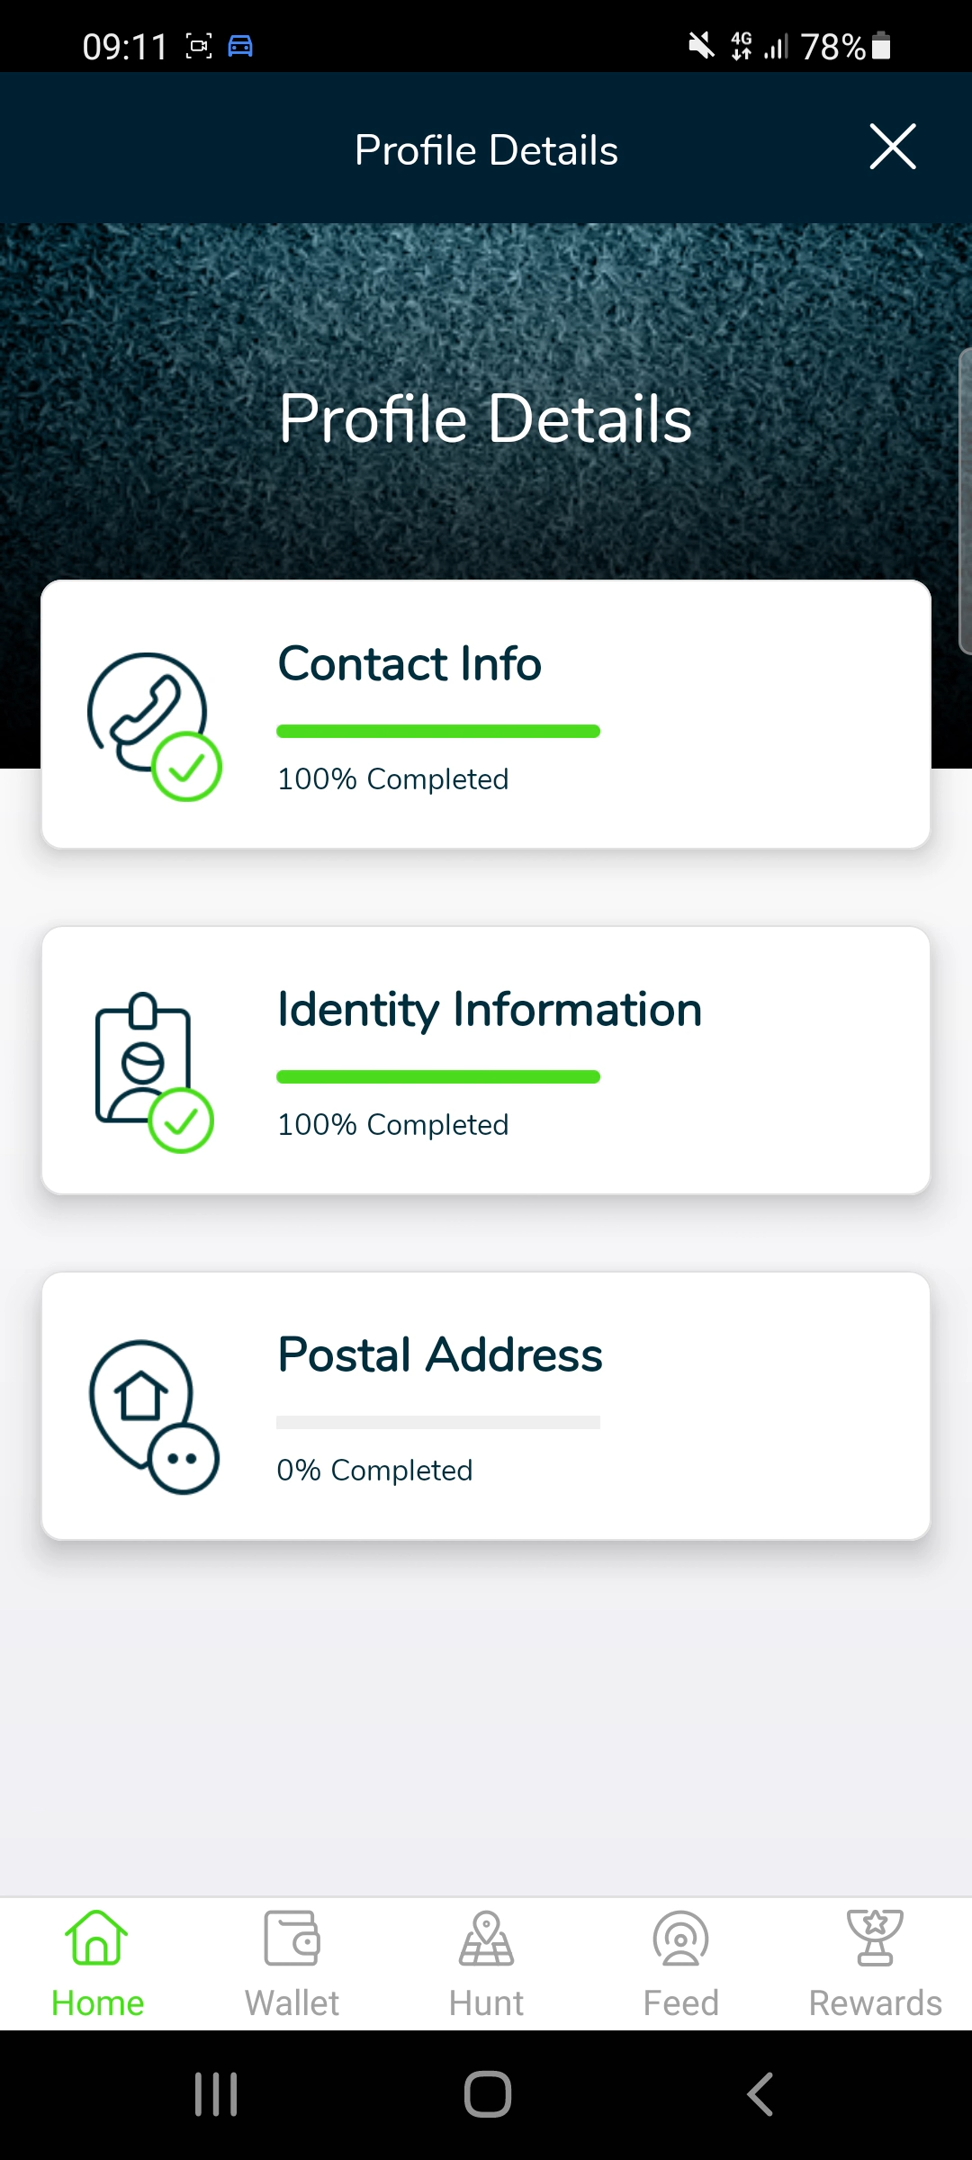 09:11 4G 78%
Profile Details
Profile Details
Contact Info
100% Completed
Identity Information
100% Completed
Postal Address
0% Completed
Home Wallet Hunt Feed Rewards